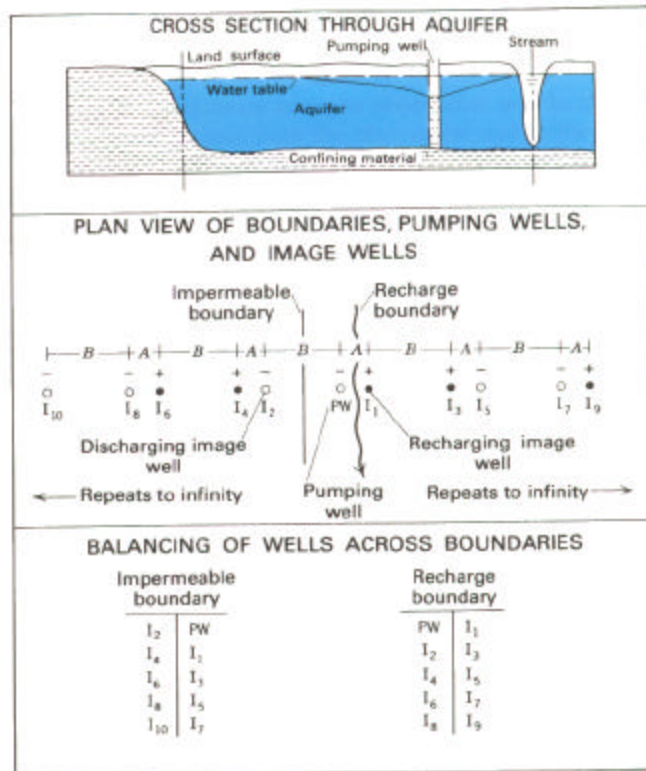 CROSS SECTION THROUGH AQUIFER
Pumping well
Stream
Land surface
Water table
Aquifer
Confining material
PLAN VIEW OF BOUNDARIES, PUMPING WELLS,
AND IMAGE WELLS
Impermeable
boundary
Recharge
boundary
B A B A B A B A B A
− − + + − − + + − − +
I₁₀ I₈ I₆ I₄ I₂ PW I₁ I₃ I₅ I₇ I₉
Discharging image
well
Recharging image
well
Pumping
well
Repeats to infinity
Repeats to infinity
BALANCING OF WELLS ACROSS BOUNDARIES
Impermeable
boundary
I₂ PW
I₄ I₁
I₆ I₃
I₈ I₅
I₁₀ I₇
Recharge
boundary
PW I₁
I₂ I₃
I₄ I₅
I₆ I₇
I₈ I₉